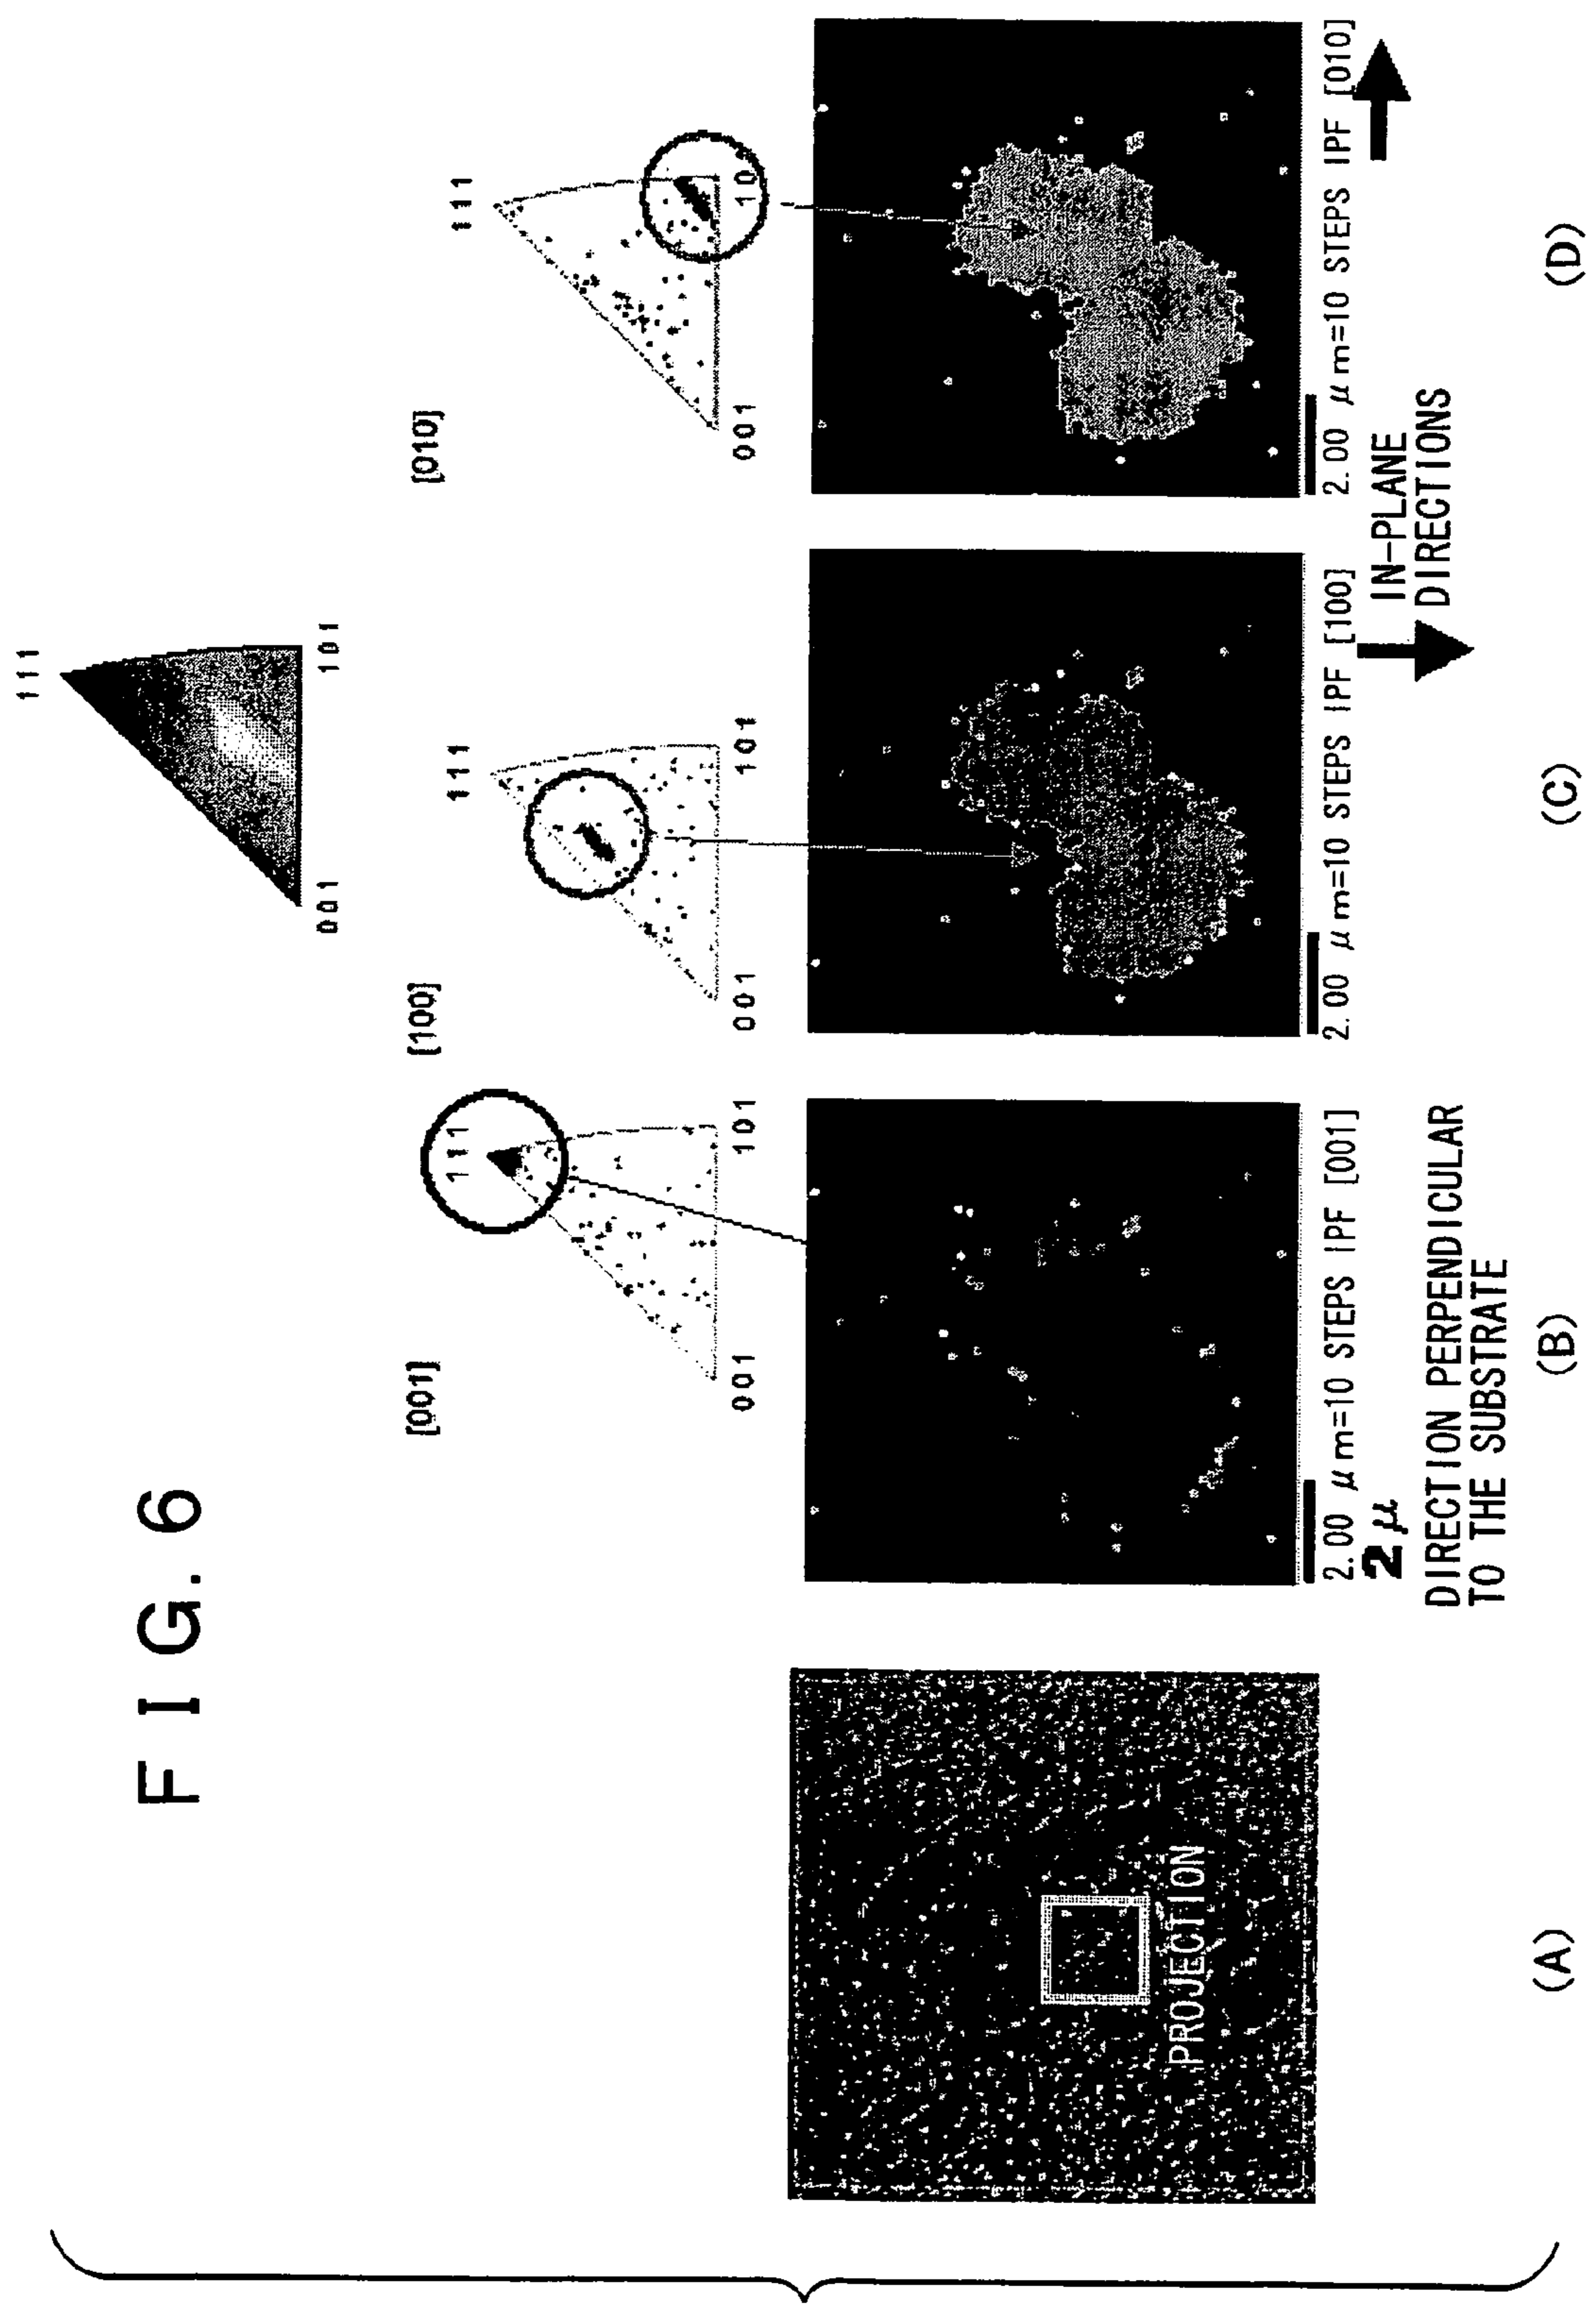 FIG. 6
111
001
101
[001]
111
001
101
[100]
111
001
101
[010]
111
001
10
PROJECTION
2.00 μm=10 STEPS IPF [001]
2μ
DIRECTION PERPENDICULAR
TO THE SUBSTRATE
2.00 μm=10 STEPS IPF [100]
2.00 μm=10 STEPS IPF [010]
IN-PLANE
DIRECTIONS
(A)
(B)
(C)
(D)